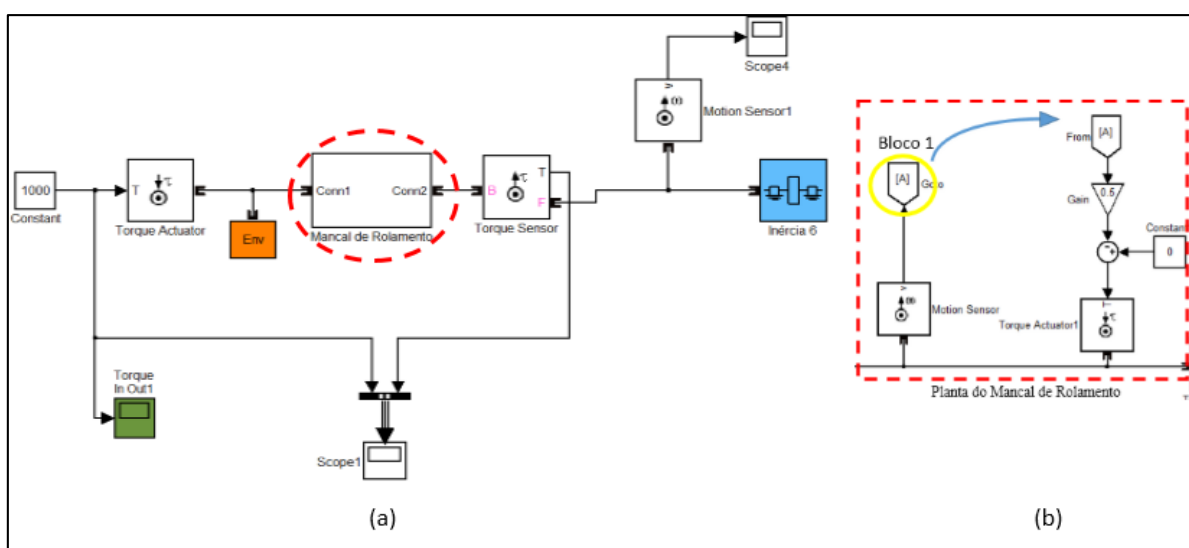 Scope4
v
ω
Motion Sensor1
1000
Constant
T
τ
Torque Actuator
Env
Conn1
Conn2
Mancal de Rolamento
B
τ
T
F
Torque Sensor
Inércia 6
Torque
In Out1
Scope1
(a)
Bloco 1
[A]
Goto
v
ω
Motion Sensor
[A]
From
0.5
Gain
Constant
0
-
+
T
τ
Torque Actuator1
Planta do Mancal de Rolamento
(b)